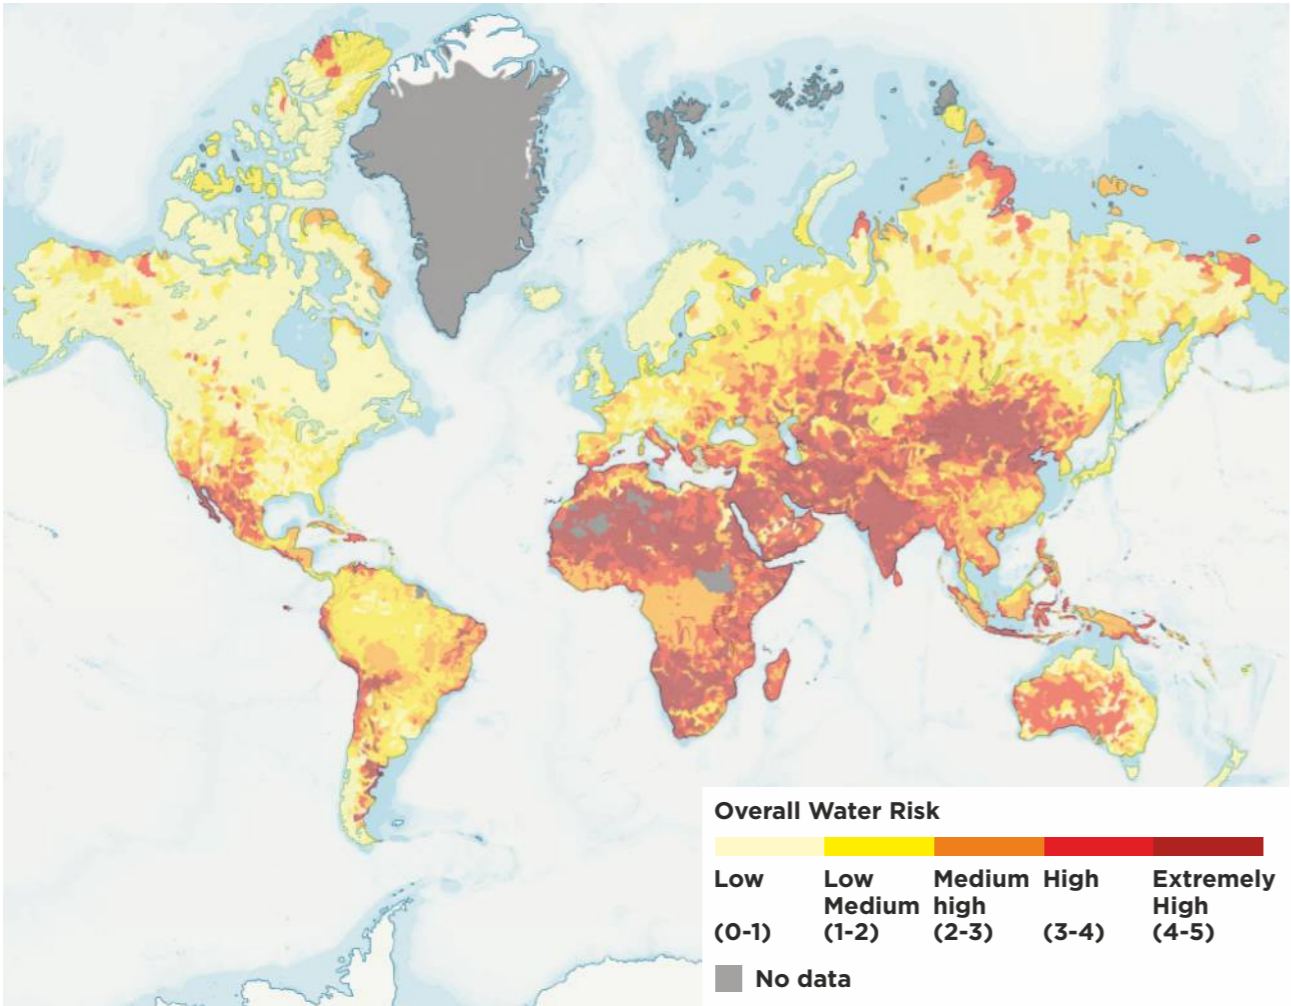 Overall Water Risk
Low
Low Medium
Medium high
High
Extremely High
(0-1)
(1-2)
(2-3)
(3-4)
(4-5)
No data